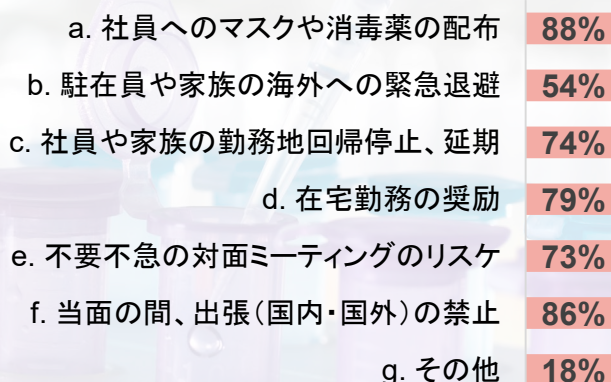 a. 社員へのマスクや消毒薬の配布 88%
b. 駐在員や家族の海外への緊急退避 54%
c. 社員や家族の勤務地回帰停止、延期 74%
d. 在宅勤務の奨励 79%
e. 不要不急の対面ミーティングのリスケ 73%
f. 当面の間、出張(国内・国外)の禁止 86%
g. その他 18%